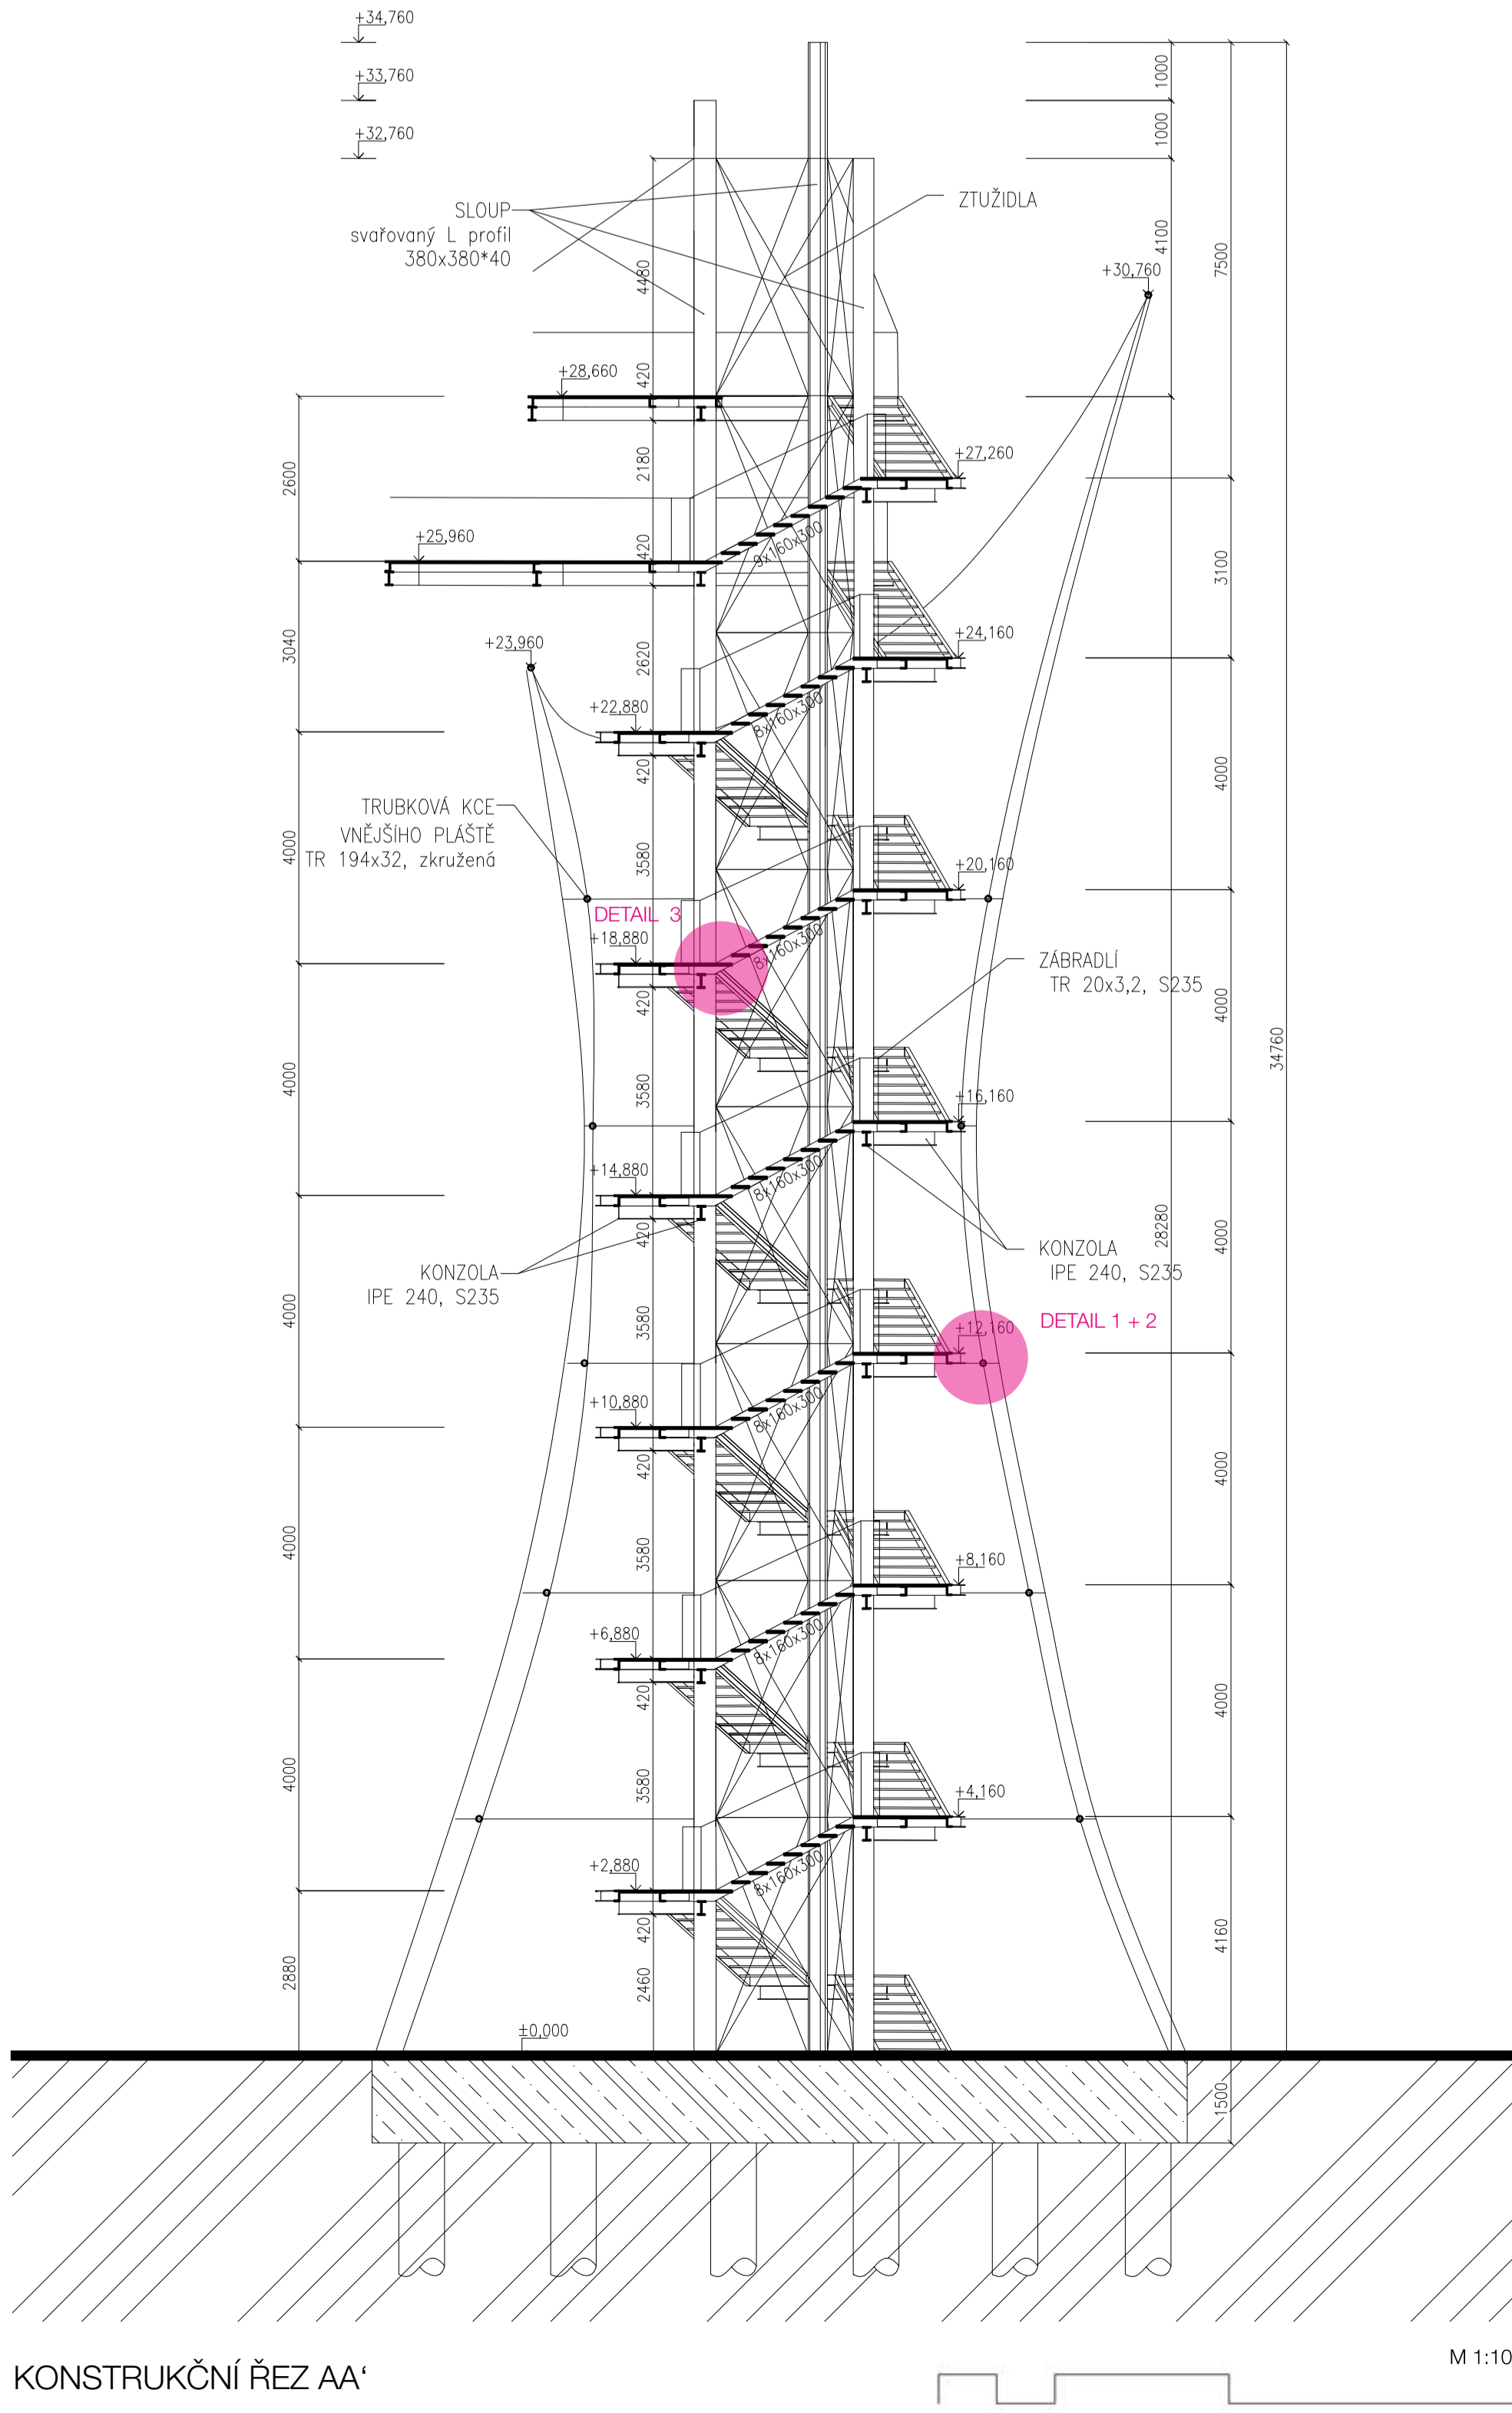 +34,760
+33,760
+32,760
1000
1000
SLOUP
svařovaný L profil
380x380*40
ZTUŽIDLA
4100
7500
4480
+30,760
+28,660
420
2600
2180
+27,260
+25,960
420
9x160x300
3100
3040
+23,960
2620
+24,160
+22,880
8x160x300
420
4000
TRUBKOVÁ KCE
VNĚJŠÍHO PLÁŠTĚ
TR 194x32, zkružená
4000
3580
+20,160
DETAIL 3
+18,880
8x160x300
420
ZÁBRADLÍ
TR 20x3,2, S235
4000
34760
4000
3580
+16,160
+14,880
8x160x300
420
KONZOLA
IPE 240, S235
28280
4000
KONZOLA
IPE 240, S235
4000
3580
+12,160
DETAIL 1 + 2
+10,880
8x160x300
420
4000
4000
3580
+8,160
+6,880
8x160x300
420
4000
4000
3580
+4,160
+2,880
8x160x300
420
4160
2880
2460
±0,000
1500
KONSTRUKČNÍ ŘEZ AA‘
M 1:10